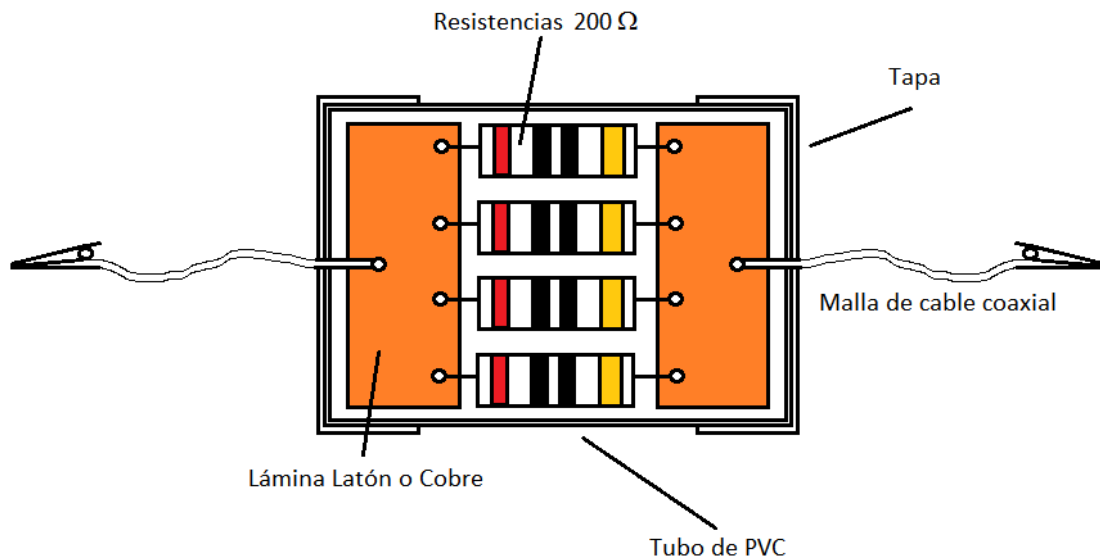 Resistencias 200 Ω
Tapa
Malla de cable coaxial
Lámina Latón o Cobre
Tubo de PVC